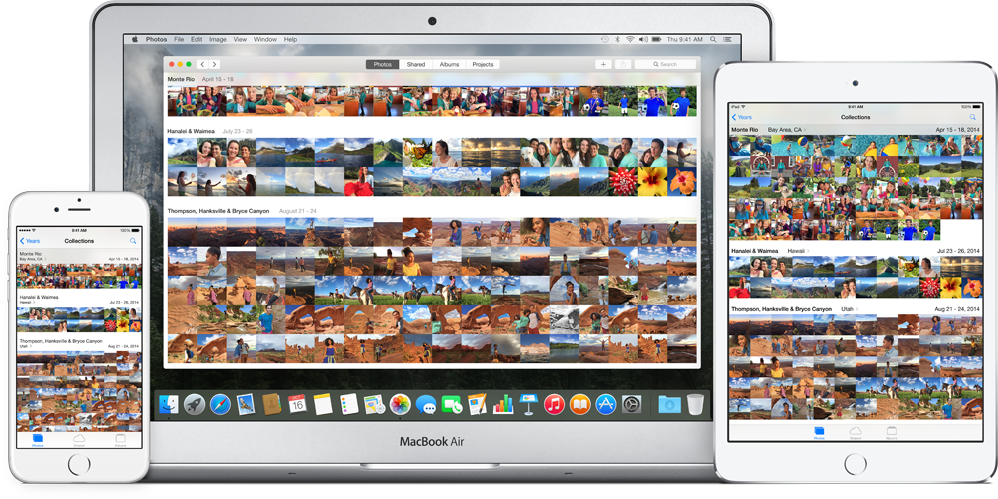 Photos File Edit Image View Window Help Thu 9:41 AM
Photos Shared Albums Projects Search
Monte Rio April 15 - 18
Hanalei & Waimea July 23 - 26
Thompson, Hanksville & Bryce Canyon August 21 - 24
16
MacBook Air
9:41 AM 100%
Years Collections
Monte Rio
Bay Area, CA Apr 15 - 18, 2014
Hanalei & Waimea
Hawaii Jul 23 - 26, 2014
Thompson, Hanksville & Bryce Canyon
Utah Aug 21 - 24, 2014
Photos Shared Albums
iPad 9:41 AM 100%
Years Collections
Monte Rio Bay Area, CA Apr 15 - 18, 2014
Hanalei & Waimea Hawaii Jul 23 - 26, 2014
Thompson, Hanksville & Bryce Canyon Utah Aug 21 - 24, 2014
Photos Shared Albums